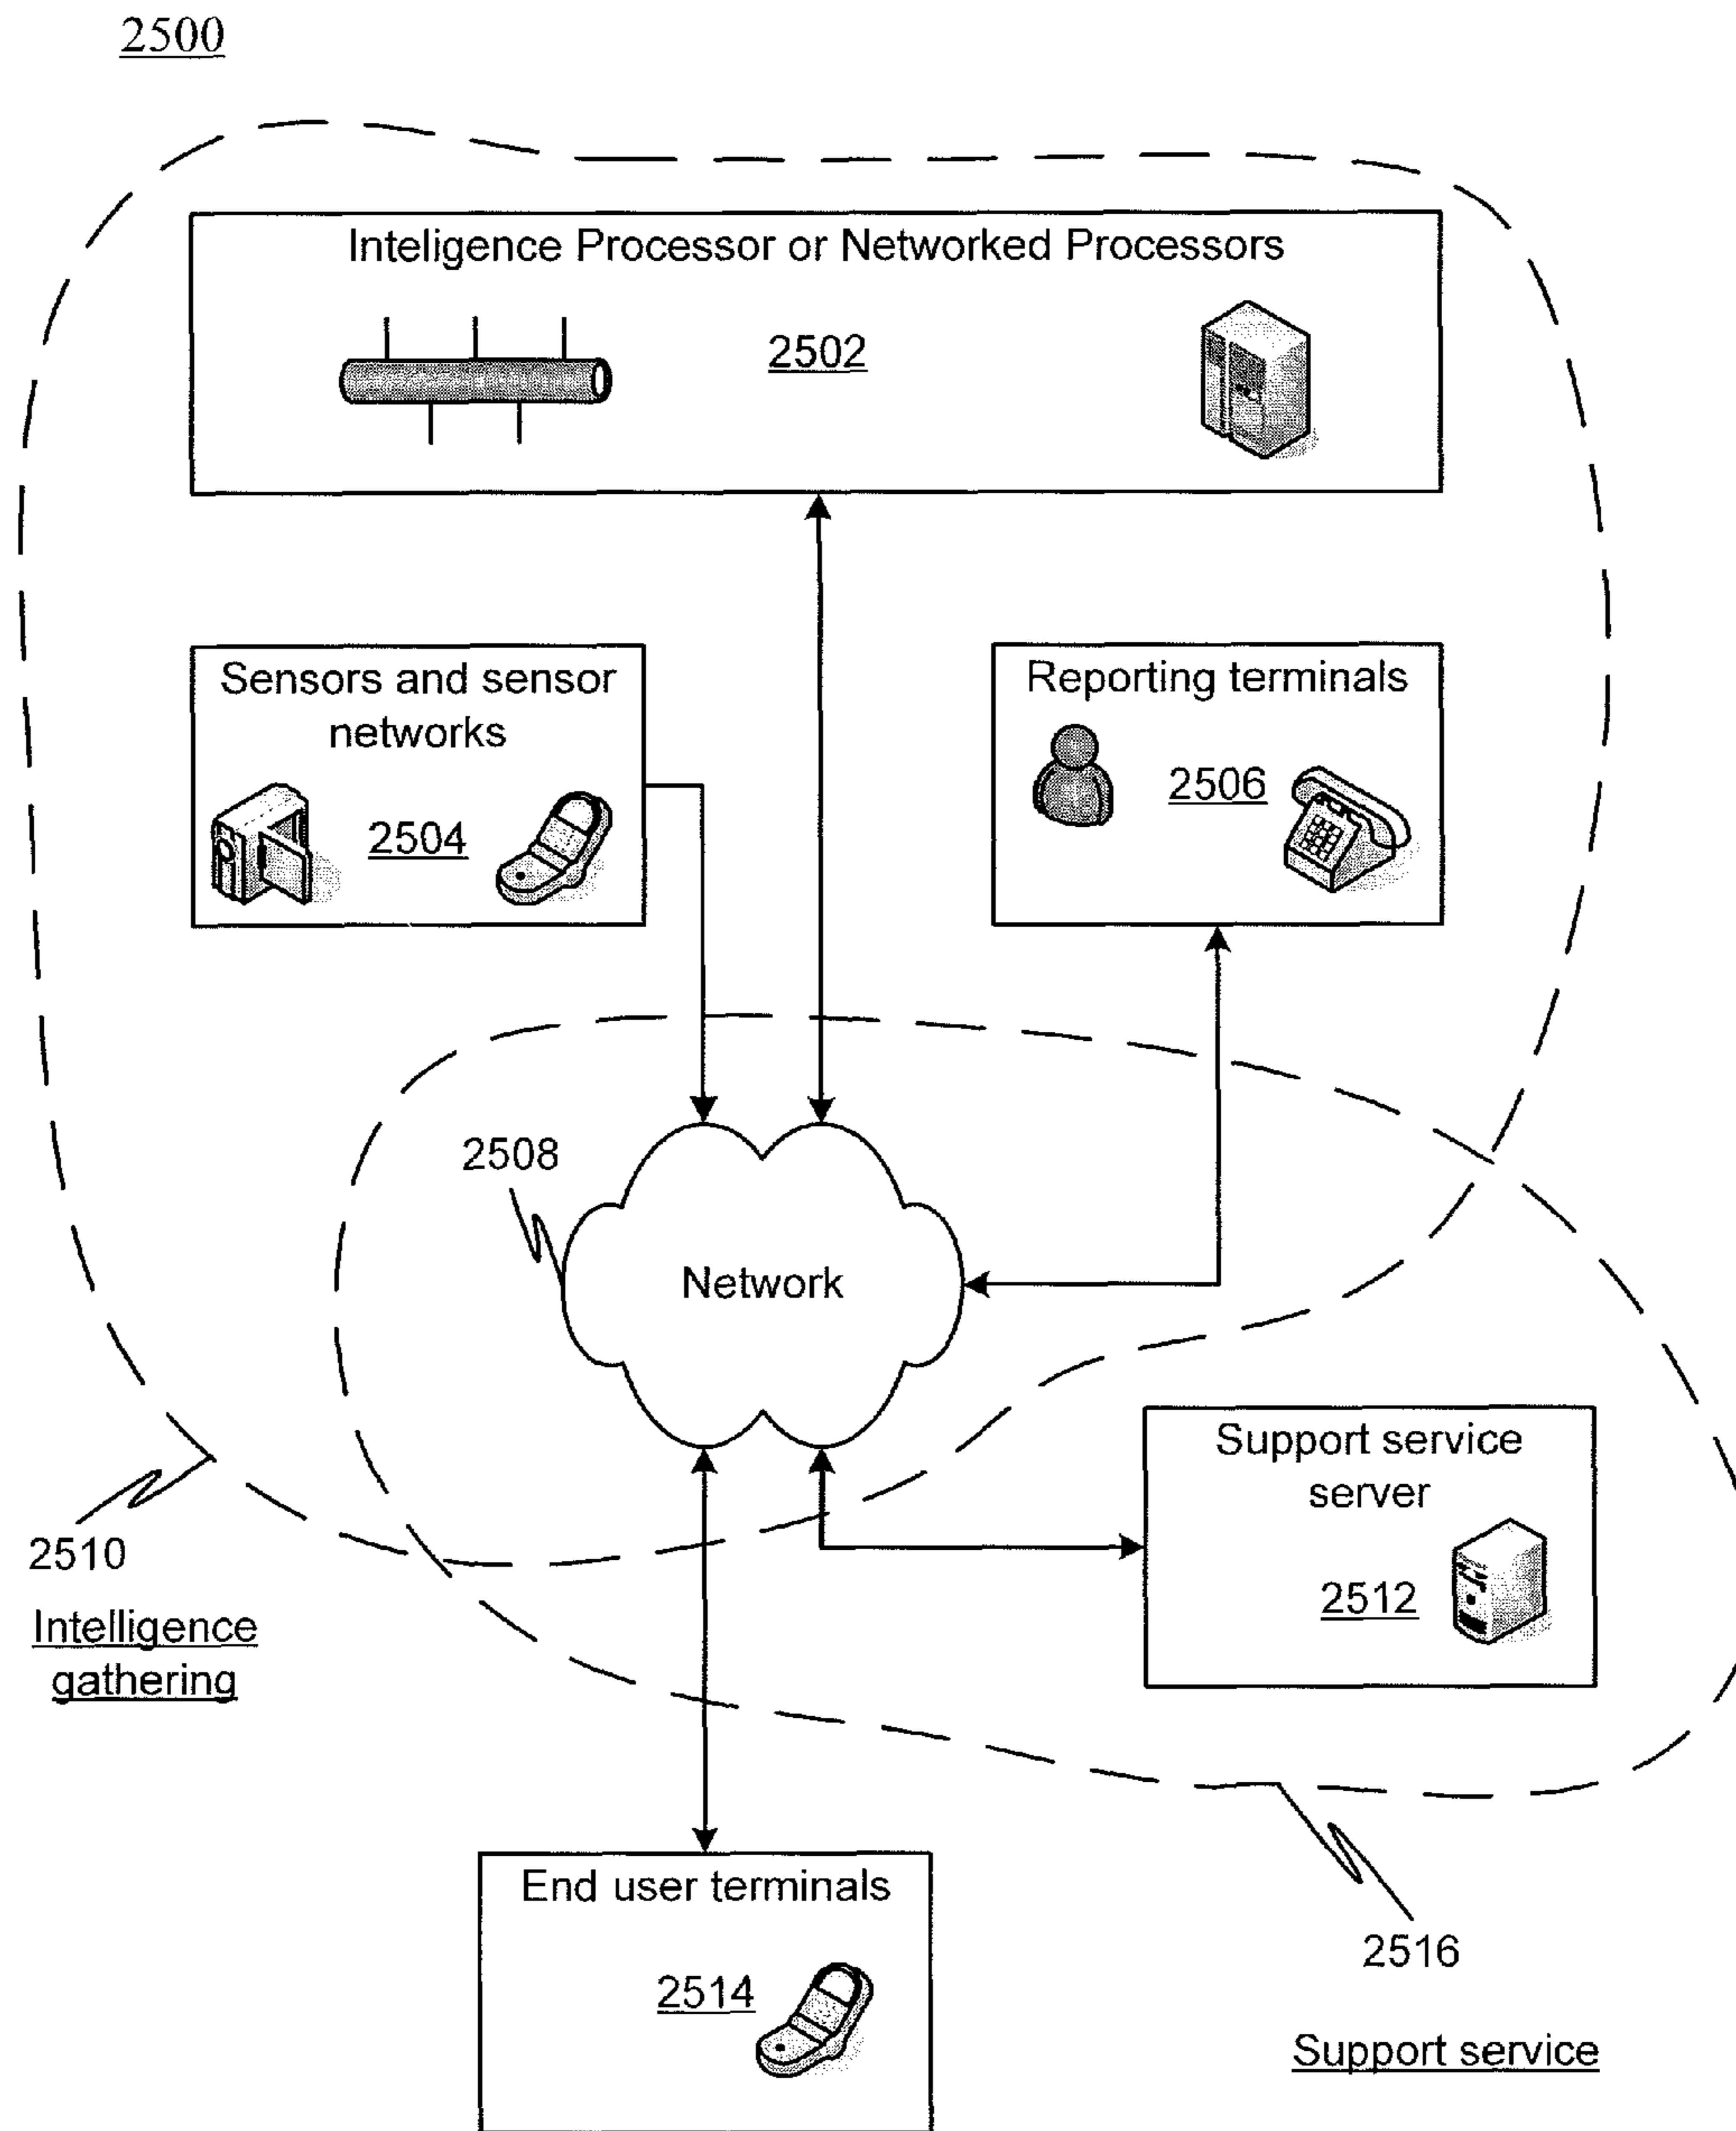 2500
Inteligence Processor or Networked Processors
2502
Sensors and sensor
networks
2504
Reporting terminals
2506
2508
Network
Support service
server
2512
2510
Intelligence
gathering
End user terminals
2514
2516
Support service